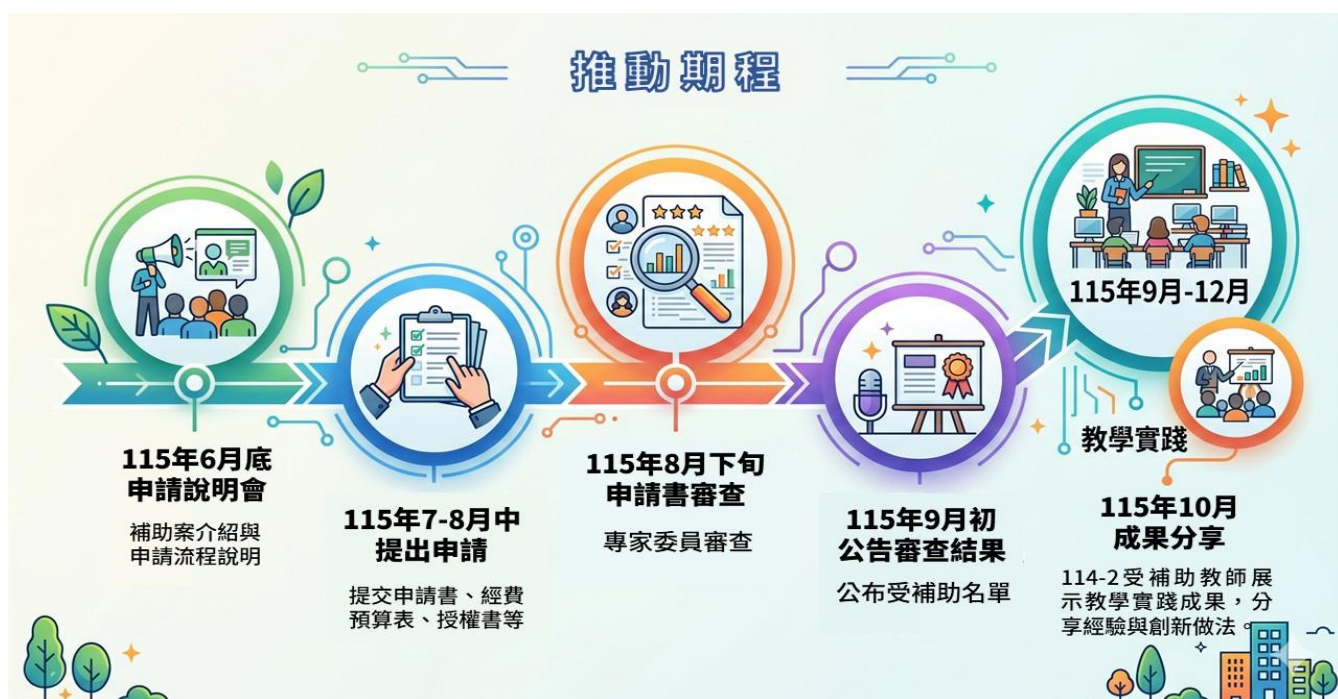 推動期程
115年6月底
申請說明會
補助案介紹與
申請流程說明
115年7-8月中
提出申請
提交申請書、經費
預算表、授權書等
115年8月下旬
申請書審查
專家委員審查
115年9月初
公告審查結果
公布受補助名單
115年9月-12月
教學實踐
115年10月
成果分享
114-2受補助教師展
示教學實踐成果，分
享經驗與創新做法。